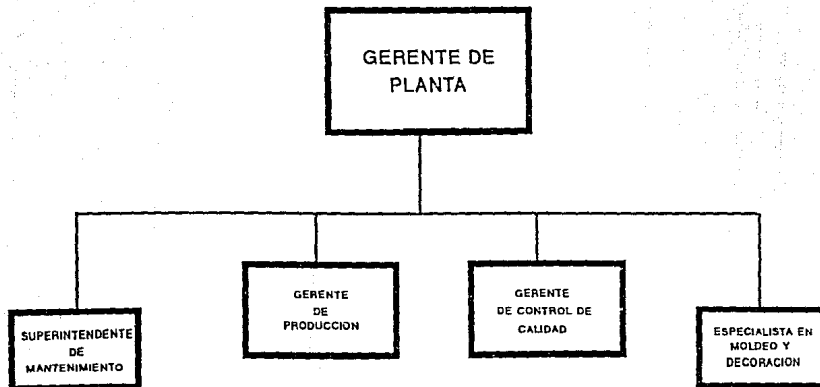 GERENTE DE
PLANTA
SUPERINTENDENTE
DE
MANTENIMIENTO
GERENTE
DE
PRODUCCION
GERENTE
DE CONTROL DE
CALIDAD
ESPECIALISTA EN
MOLDEO Y
DECORACION